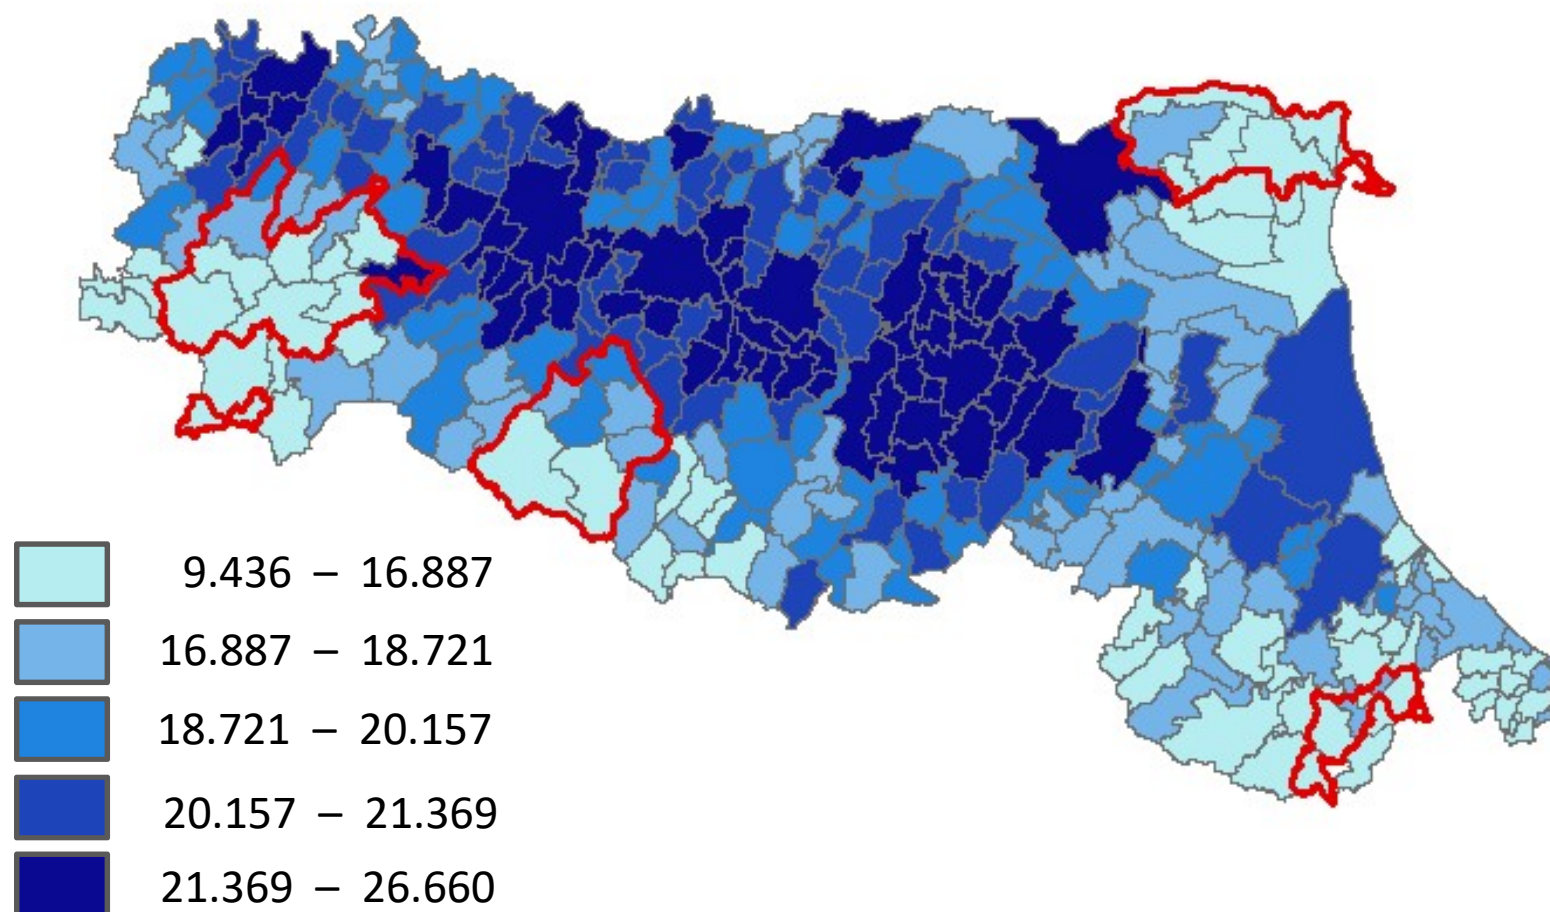 9.436 – 16.887
16.887 – 18.721
18.721 – 20.157
20.157 – 21.369
21.369 – 26.660